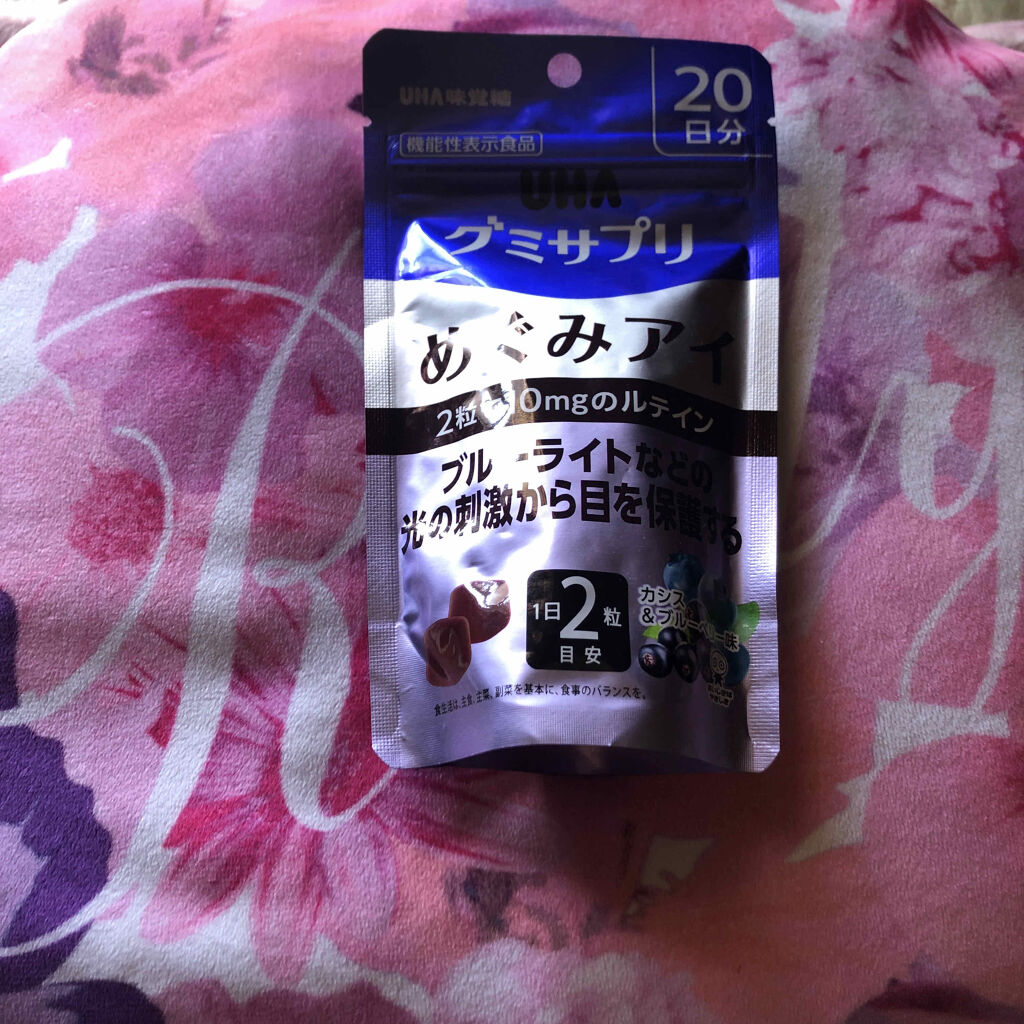 UHA味覚糖
20
日分
機能性表示食品
UHA
グミサプリ
めぐみアイ
2粒 10mgのルテイン
ブルーライトなどの
光の刺激から目を保護する
1日2粒
目安
カシス
&ブルーベリー味
食生活は、主食、主菜、副菜を基本に、食事のバランスを。